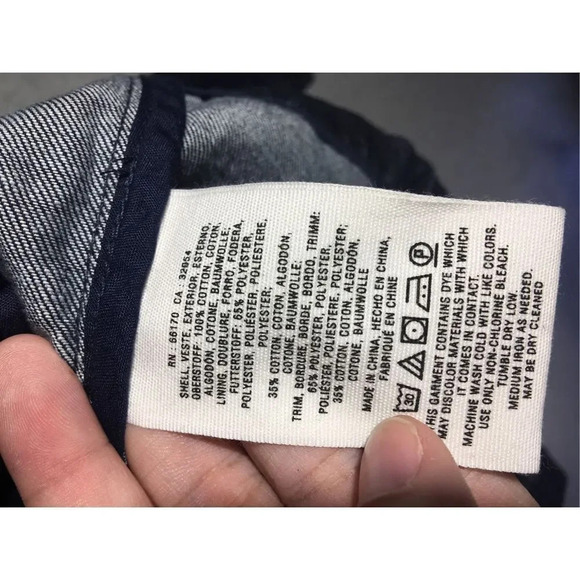 RN : 66170 CA : 32054
SHELL, VESTE, EXTERIOR, ESTERNO,
OBERSTOFF: 100% COTTON, COTON,
ALGODÓN, COTONE, BAUMWOLLE,
LINING, DOUBLURE, FORRO, FODERA,
FUTTERSTOFF: 65% POLYESTER,
POLYESTER, POLIÉSTER, POLIESTERE,
POLYESTER;
35% COTTON, COTON, ALGODÓN,
COTONE, BAUMWOLLE;
TRIM, BORDURE, BORDE, BORDO, TRIMM:
65% POLYESTER, POLYESTER,
POLIÉSTER, POLIESTERE, POLYESTER;
35% COTTON, COTON, ALGODÓN,
COTONE, BAUMWOLLE
MADE IN CHINA, HECHO EN CHINA,
FABRIQUÉ EN CHINE
30 P
THIS GARMENT CONTAINS DYE WHICH
MAY DISCOLOR MATERIALS WITH WHICH
IT COMES IN CONTACT.
MACHINE WASH COLD WITH LIKE COLORS.
USE ONLY NON-CHLORINE BLEACH.
TUMBLE DRY LOW.
MEDIUM IRON AS NEEDED.
MAY BE DRY CLEANED